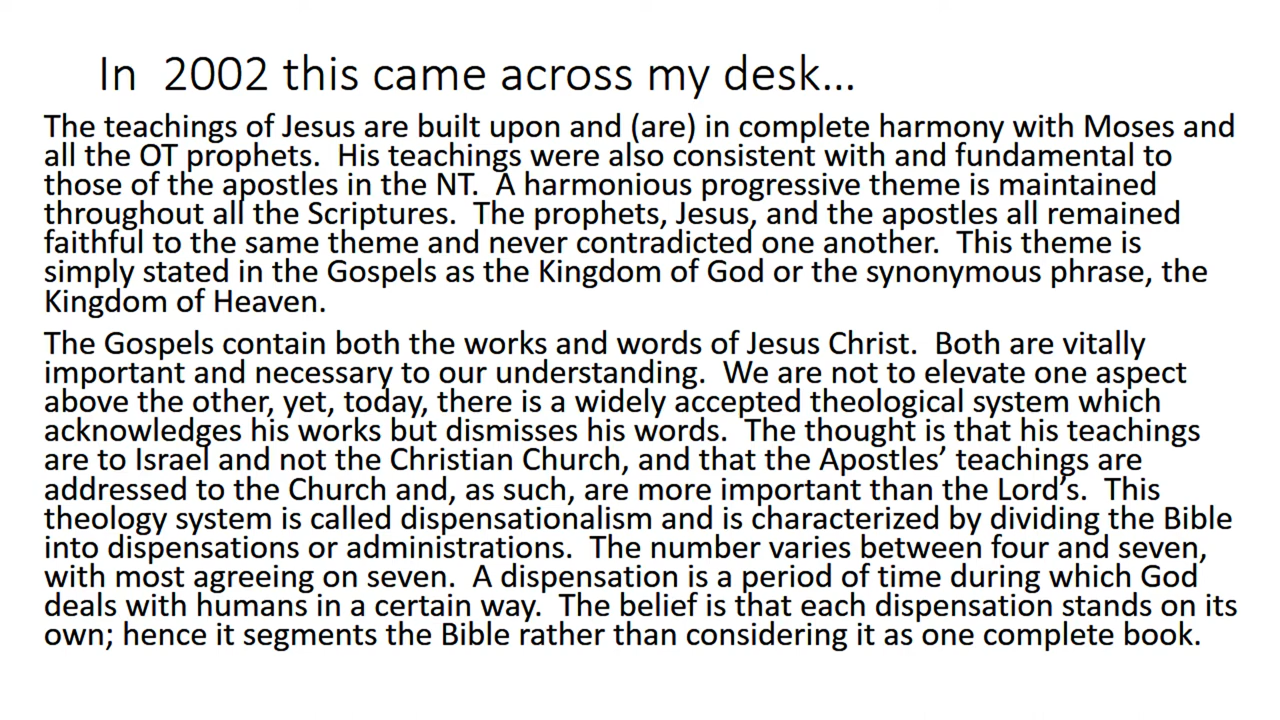 In  2002 this came across my desk…
The teachings of Jesus are built upon and (are) in complete harmony with Moses and
all the OT prophets.  His teachings were also consistent with and fundamental to
those of the apostles in the NT.  A harmonious progressive theme is maintained
throughout all the Scriptures.  The prophets, Jesus, and the apostles all remained
faithful to the same theme and never contradicted one another.  This theme is
simply stated in the Gospels as the Kingdom of God or the synonymous phrase, the
Kingdom of Heaven.
The Gospels contain both the works and words of Jesus Christ.  Both are vitally
important and necessary to our understanding.  We are not to elevate one aspect
above the other, yet, today, there is a widely accepted theological system which
acknowledges his works but dismisses his words.  The thought is that his teachings
are to Israel and not the Christian Church, and that the Apostles’ teachings are
addressed to the Church and, as such, are more important than the Lord’s.  This
theology system is called dispensationalism and is characterized by dividing the Bible
into dispensations or administrations.  The number varies between four and seven,
with most agreeing on seven.  A dispensation is a period of time during which God
deals with humans in a certain way.  The belief is that each dispensation stands on its
own; hence it segments the Bible rather than considering it as one complete book.